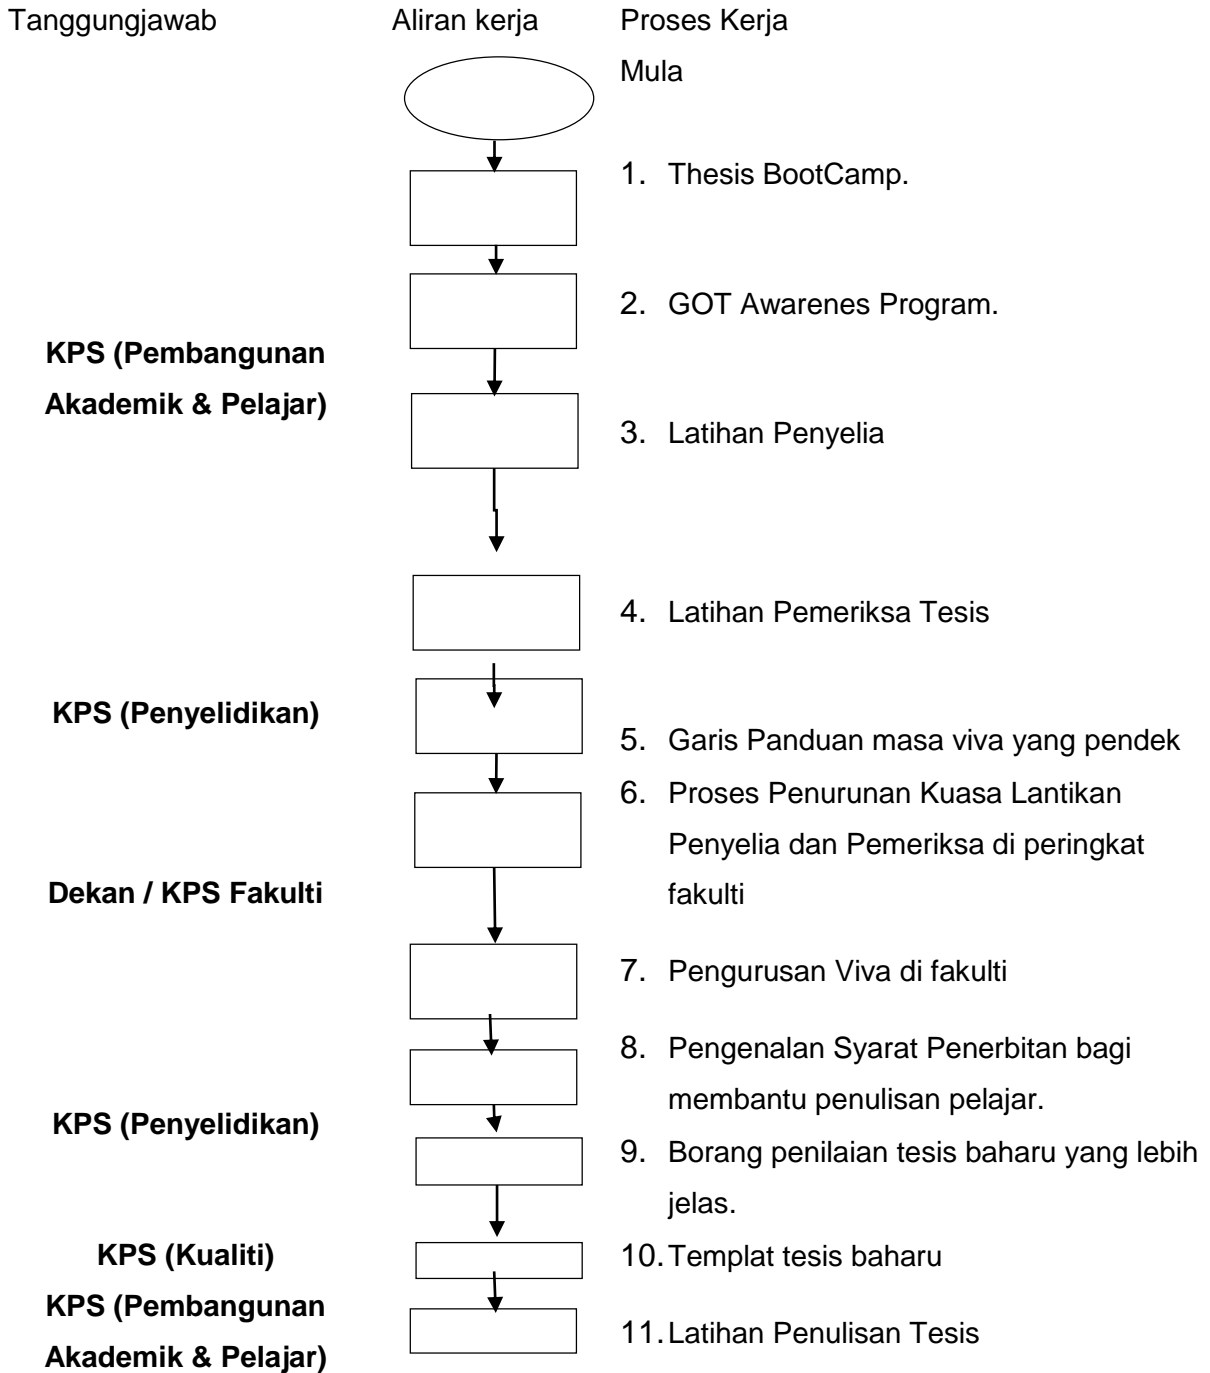 Tanggungjawab Aliran kerja Proses Kerja
Mula
1. Thesis BootCamp.
2. GOT Awarenes Program.
KPS (Pembangunan
Akademik & Pelajar)
3. Latihan Penyelia
4. Latihan Pemeriksa Tesis
KPS (Penyelidikan)
5. Garis Panduan masa viva yang pendek
6. Proses Penurunan Kuasa Lantikan
Penyelia dan Pemeriksa di peringkat
fakulti
Dekan / KPS Fakulti
7. Pengurusan Viva di fakulti
8. Pengenalan Syarat Penerbitan bagi
membantu penulisan pelajar.
KPS (Penyelidikan)
9. Borang penilaian tesis baharu yang lebih
jelas.
KPS (Kualiti)
10. Templat tesis baharu
KPS (Pembangunan
Akademik & Pelajar)
11. Latihan Penulisan Tesis